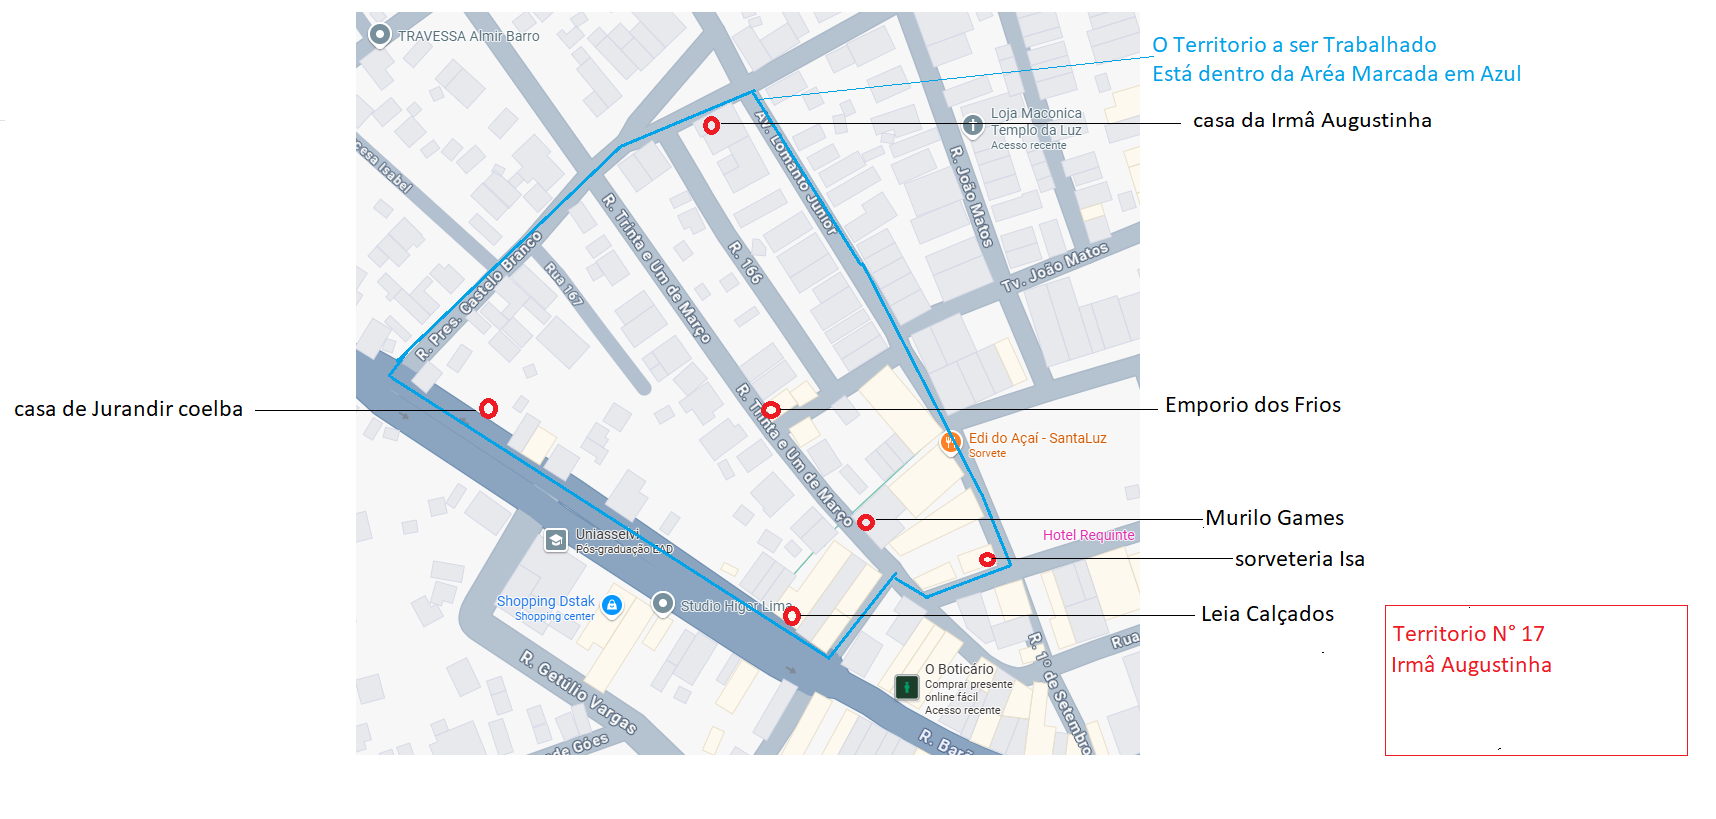 TRAVESSA Almir Barro
O Territorio a ser Trabalhado
Está dentro da Aréa Marcada em Azul
Loja Maconica
Templo da Luz
Acesso recente
casa da Irmâ Augustinha
Av. Lomanto Junior
R. João Matos
cesa Isabel
R. Trinta e Um de Março
R. 166
Tv. João Matos
R. Pres. Castelo Branco
Rua 167
casa de Jurandir coelba
R. Trinta e Um de Março
Emporio dos Frios
Edi do Açaí - SantaLuz
Sorvete
Murilo Games
Hotel Requinte
Uniasselvi
Pós-graduação EAD
sorveteria Isa
Shopping Dstak
Shopping center
Studio Higor Lima
Leia Calçados
Territorio N° 17
Irmâ Augustinha
R. Getúlio Vargas
de Góes
O Boticário
Comprar presente
online fácil
Acesso recente
R. 1º de Setembro
Rua
R. Barã